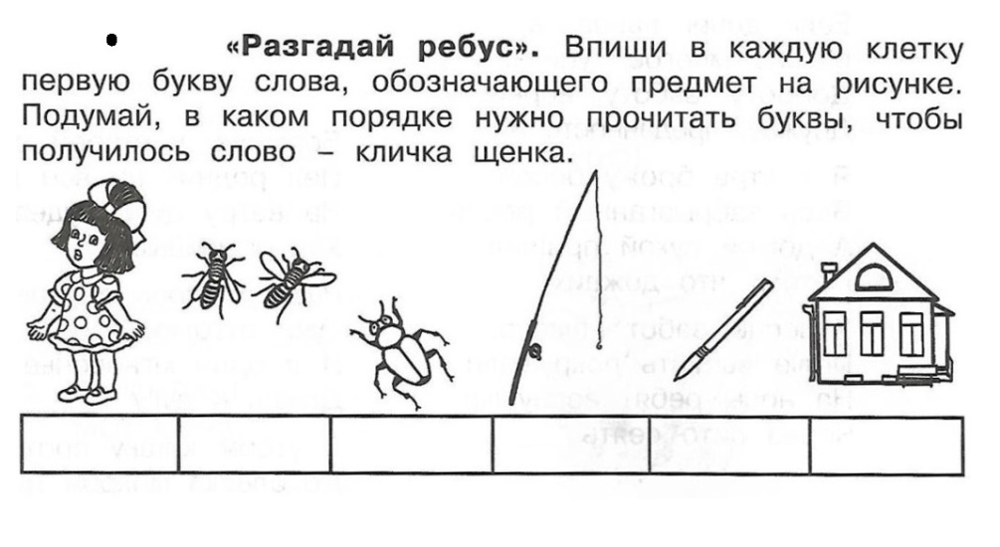 • «Разгадай ребус». Впиши в каждую клетку
первую букву слова, обозначающего предмет на рисунке.
Подумай, в каком порядке нужно прочитать буквы, чтобы
получилось слово – кличка щенка.